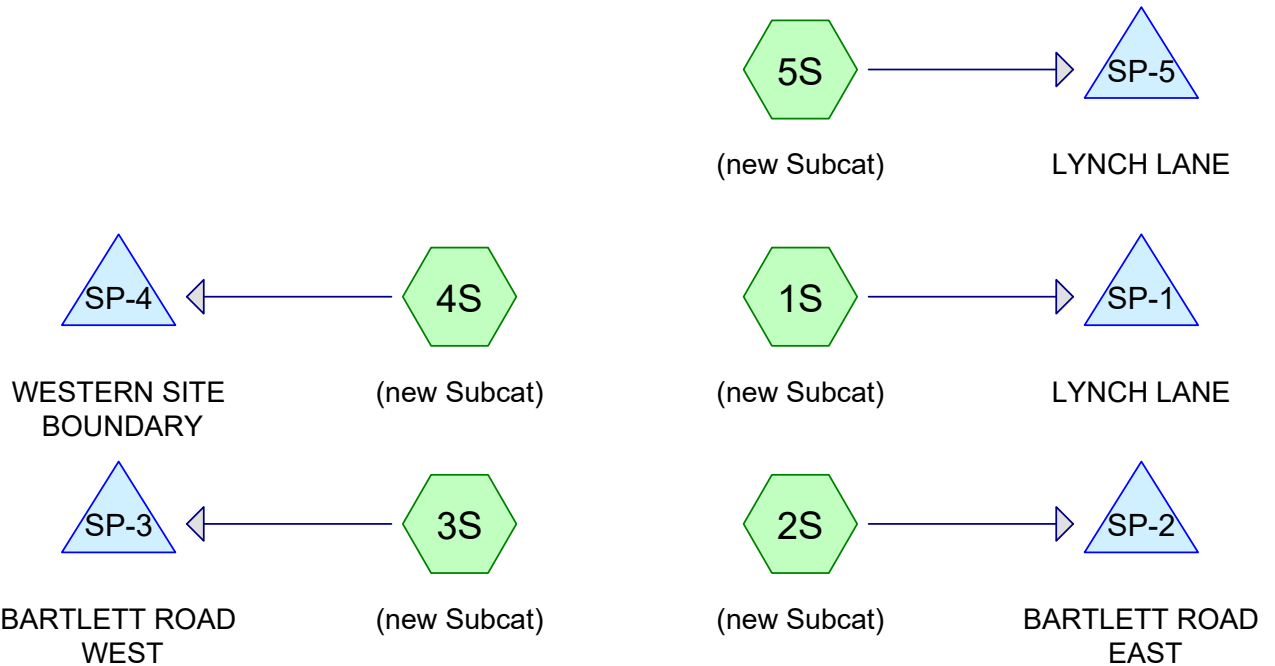 5S
SP-5
(new Subcat)
LYNCH LANE
SP-4
4S
1S
SP-1
WESTERN SITE
BOUNDARY
(new Subcat)
(new Subcat)
LYNCH LANE
SP-3
3S
2S
SP-2
BARTLETT ROAD
WEST
(new Subcat)
(new Subcat)
BARTLETT ROAD
EAST